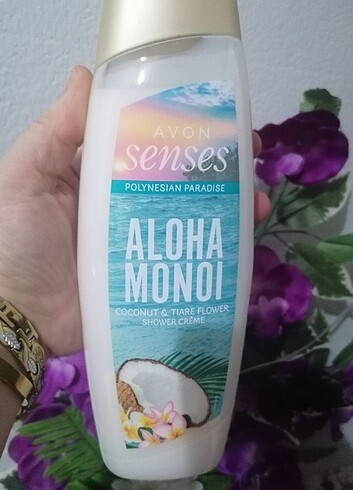 AVON
senses
POLYNESIAN PARADISE
ALOHA
MONOI
COCONUT & TIARE FLOWER
SHOWER CRÈME